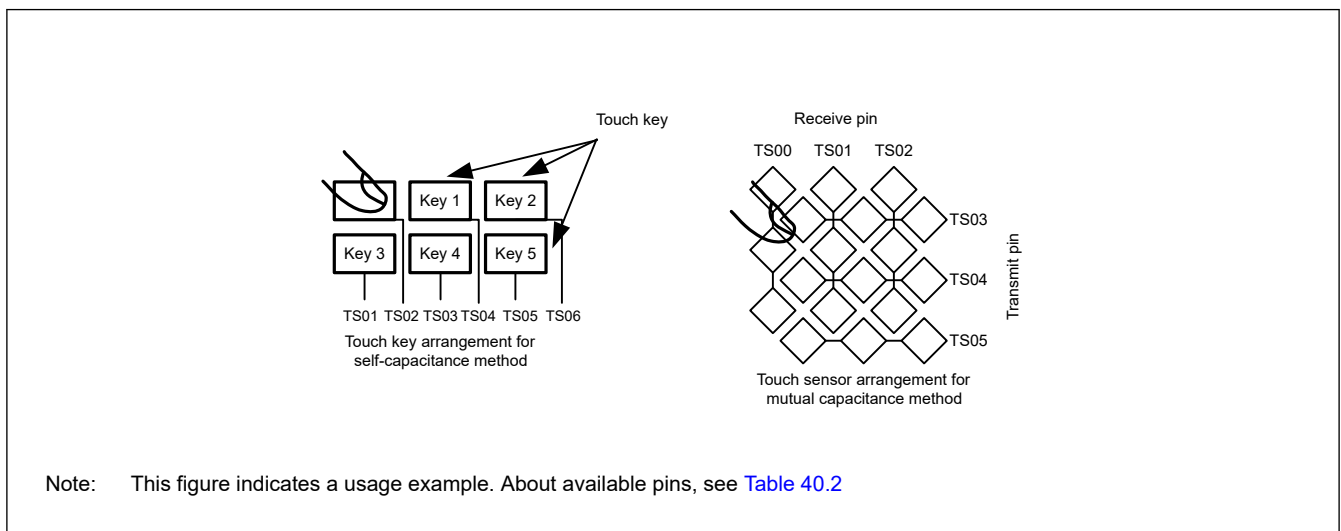 Touch key
Key 1
Key 2
Key 3
Key 4
Key 5
TS01 TS02 TS03 TS04 TS05 TS06
Touch key arrangement for
self-capacitance method
Receive pin
TS00 TS01 TS02
TS03
TS04
TS05
Transmit pin
Touch sensor arrangement for
mutual capacitance method
Note: This figure indicates a usage example. About available pins, see Table 40.2